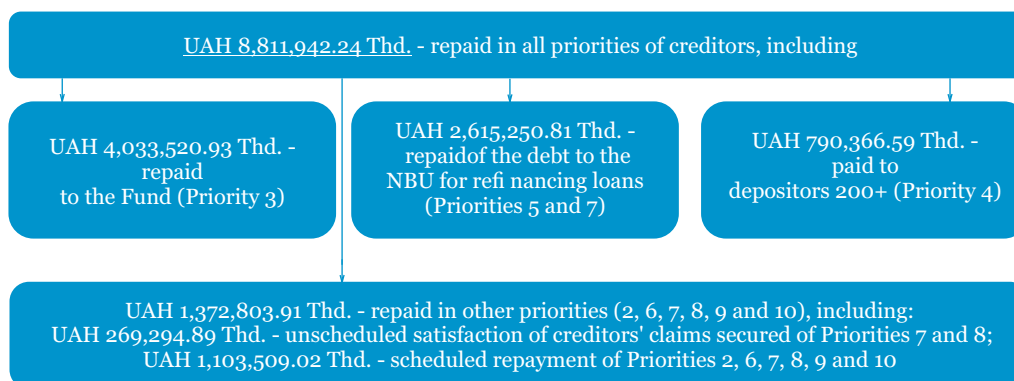 UAH 8,811,942.24 Thd. - repaid in all priorities of creditors, including
UAH 4,033,520.93 Thd. -
repaid
to the Fund (Priority 3)
UAH 2,615,250.81 Thd. -
repaidof the debt to the
NBU for refi nancing loans
(Priorities 5 and 7)
UAH 790,366.59 Thd. -
paid to
depositors 200+ (Priority 4)
UAH 1,372,803.91 Thd. - repaid in other priorities (2, 6, 7, 8, 9 and 10), including:
UAH 269,294.89 Thd. - unscheduled satisfaction of creditors' claims secured of Priorities 7 and 8;
UAH 1,103,509.02 Thd. - scheduled repayment of Priorities 2, 6, 7, 8, 9 and 10